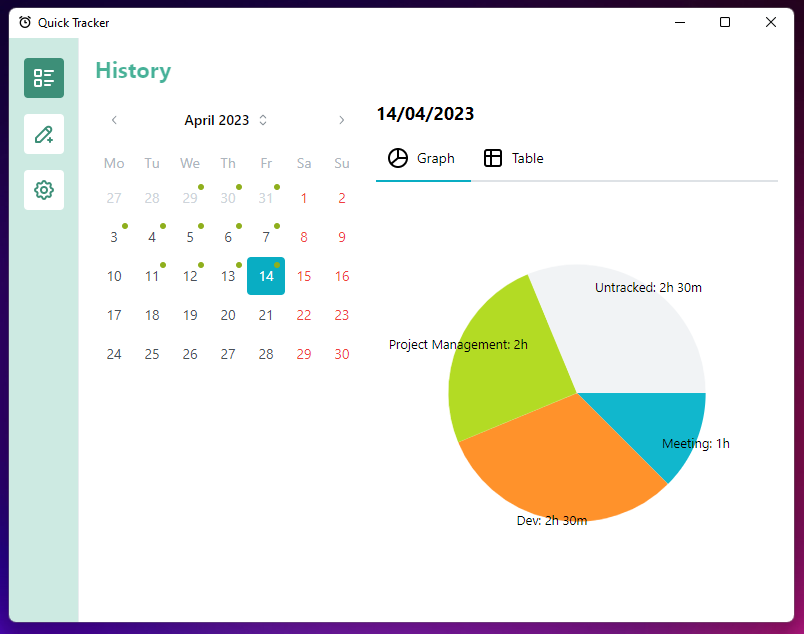 Quick Tracker
History
April 2023
Mo Tu We Th Fr Sa Su
27 28 29 30 31 1 2
3 4 5 6 7 8 9
10 11 12 13 14 15 16
17 18 19 20 21 22 23
24 25 26 27 28 29 30
14/04/2023
Graph Table
Untracked: 2h 30m
Project Management: 2h
Meeting: 1h
Dev: 2h 30m